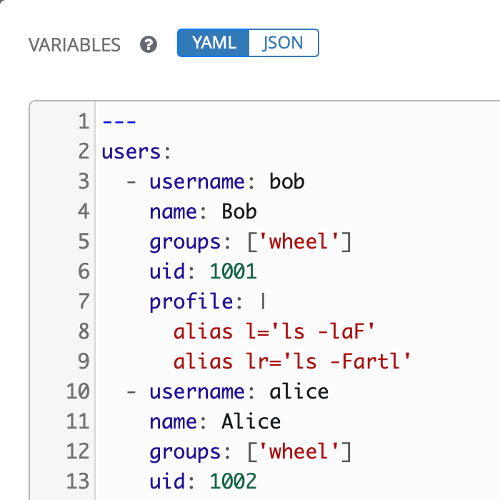 VARIABLES ? YAML JSON
1 ---
2 users:
3   - username: bob
4     name: Bob
5     groups: ['wheel']
6     uid: 1001
7     profile: |
8       alias l='ls -laF'
9       alias lr='ls -Fartl'
10   - username: alice
11     name: Alice
12     groups: ['wheel']
13     uid: 1002